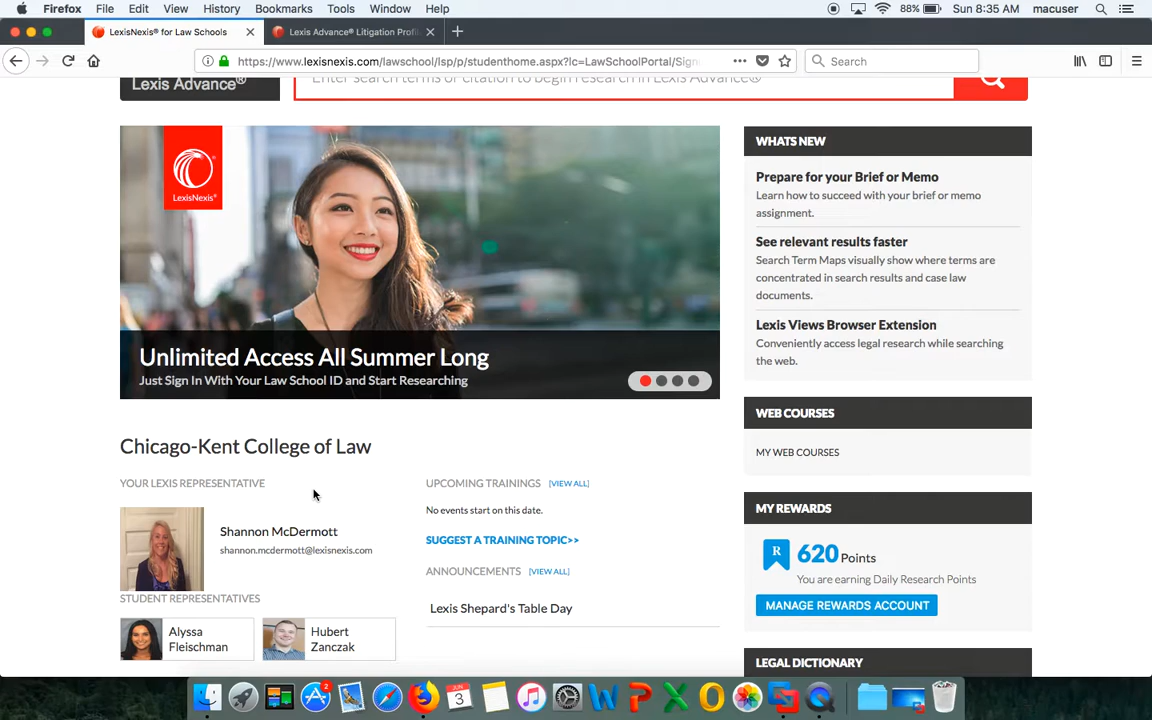 Firefox File Edit View History Bookmarks Tools Window Help 88% Sun 8:35 AM macuser
LexisNexis® for Law Schools Lexis Advance® Litigation Profi
https://www.lexisnexis.com/lawschool/lsp/p/studenthome.aspx?lc=LawSchoolPortal/Sign Search
Lexis Advance® Enter search terms or citation to begin research in Lexis Advance®
LexisNexis®
Unlimited Access All Summer Long
Just Sign In With Your Law School ID and Start Researching
Chicago-Kent College of Law
YOUR LEXIS REPRESENTATIVE
Shannon McDermott
shannon.mcdermott@lexisnexis.com
STUDENT REPRESENTATIVES
Alyssa
Fleischman
Hubert
Zanczak
UPCOMING TRAININGS [VIEW ALL]
No events start on this date.
SUGGEST A TRAINING TOPIC>>
ANNOUNCEMENTS [VIEW ALL]
Lexis Shepard's Table Day
WHATS NEW
Prepare for your Brief or Memo
Learn how to succeed with your brief or memo
assignment.
See relevant results faster
Search Term Maps visually show where terms are
concentrated in search results and case law
documents.
Lexis Views Browser Extension
Conveniently access legal research while searching
the web.
WEB COURSES
MY WEB COURSES
MY REWARDS
R
620 Points
You are earning Daily Research Points
MANAGE REWARDS ACCOUNT
LEGAL DICTIONARY
2
JUN
3